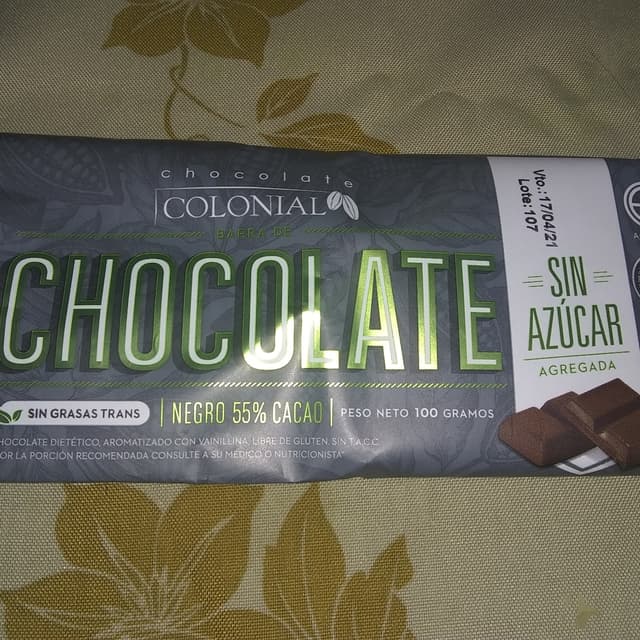 chocolate
COLONIAL
BARRA DE
CHOCOLATE
SIN GRASAS TRANS
NEGRO 55% CACAO
PESO NETO 100 GRAMOS
CHOCOLATE DIETÉTICO, AROMATIZADO CON VAINILLINA, LIBRE DE GLUTEN, SIN T.A.C.C.
POR LA PORCIÓN RECOMENDADA CONSULTE A SU MÉDICO O NUTRICIONISTA"
Vto.:17/04/21
Lote:107
SIN
AZÚCAR
AGREGADA